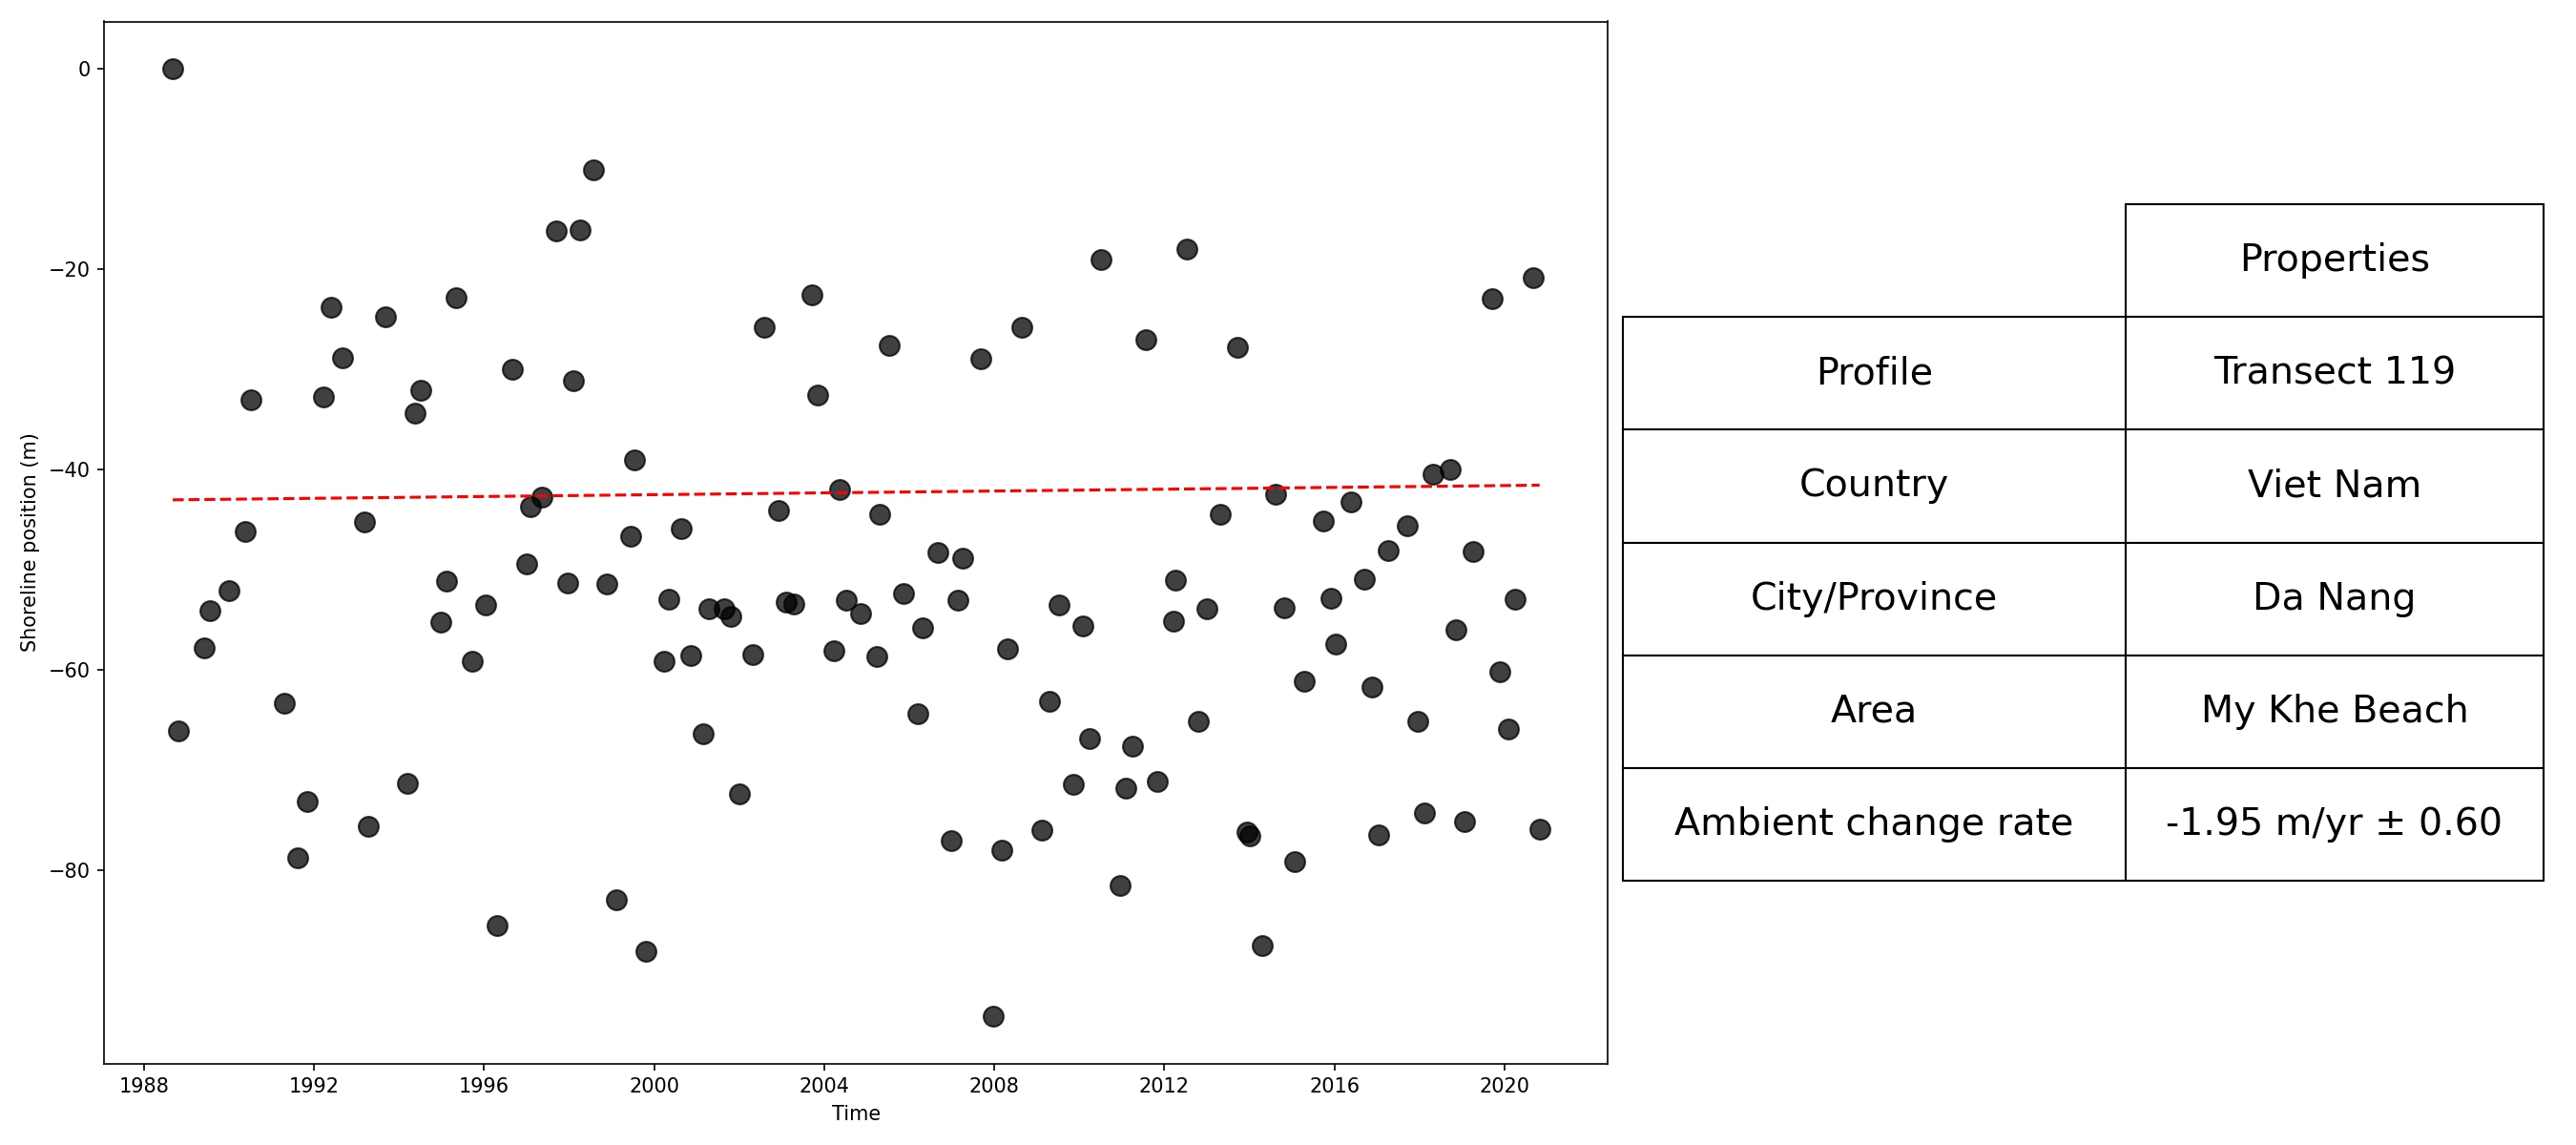 0
−20
−40
−60
−80
Shoreline position (m)
1988 1992 1996 2000 2004 2008 2012 2016 2020
Time
Properties
Profile Transect 119
Country Viet Nam
City/Province Da Nang
Area My Khe Beach
Ambient change rate -1.95 m/yr ± 0.60